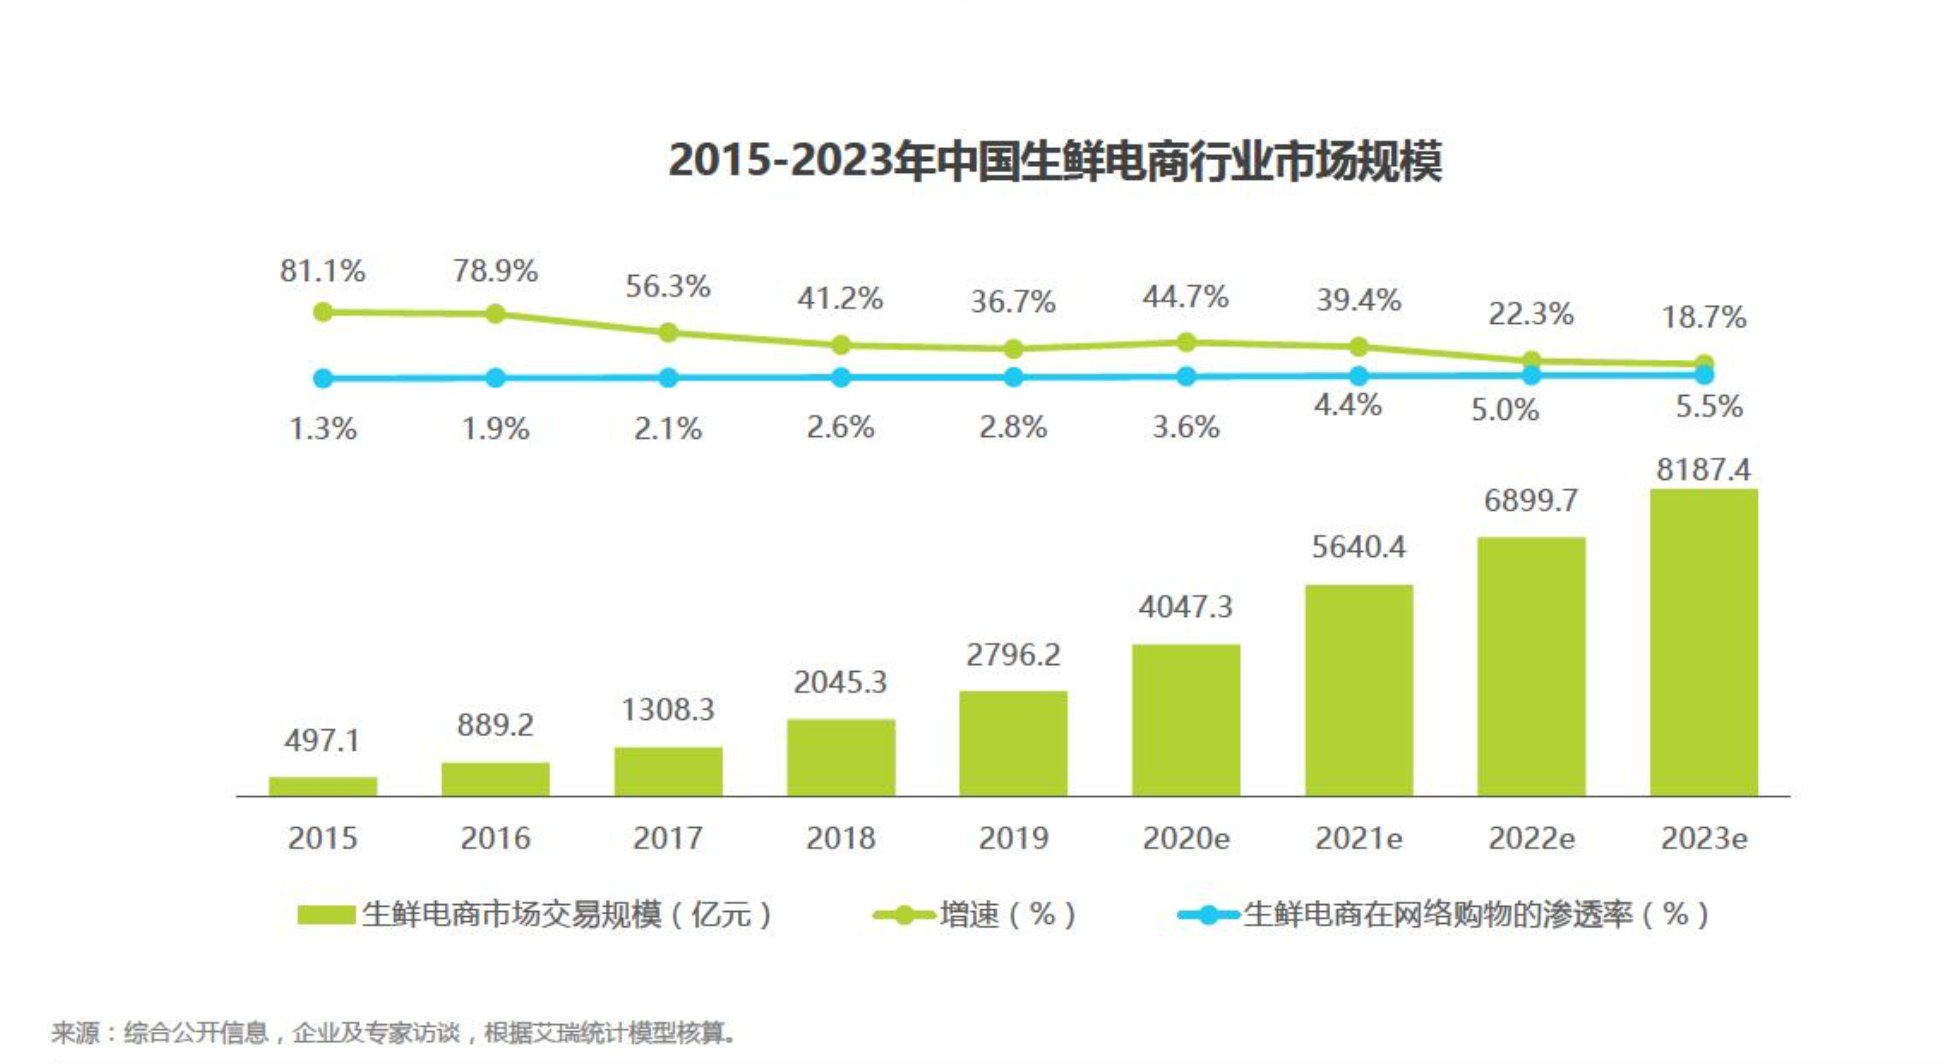 2015-2023年中国生鲜电商行业市场规模
81.1% 78.9% 56.3% 41.2% 36.7% 44.7% 39.4% 22.3% 18.7%
1.3% 1.9% 2.1% 2.6% 2.8% 3.6% 4.4% 5.0% 5.5%
497.1 889.2 1308.3 2045.3 2796.2 4047.3 5640.4 6899.7 8187.4
2015 2016 2017 2018 2019 2020e 2021e 2022e 2023e
生鲜电商市场交易规模（亿元） 增速（%） 生鲜电商在网络购物的渗透率（%）
来源：综合公开信息，企业及专家访谈，根据艾瑞统计模型核算。